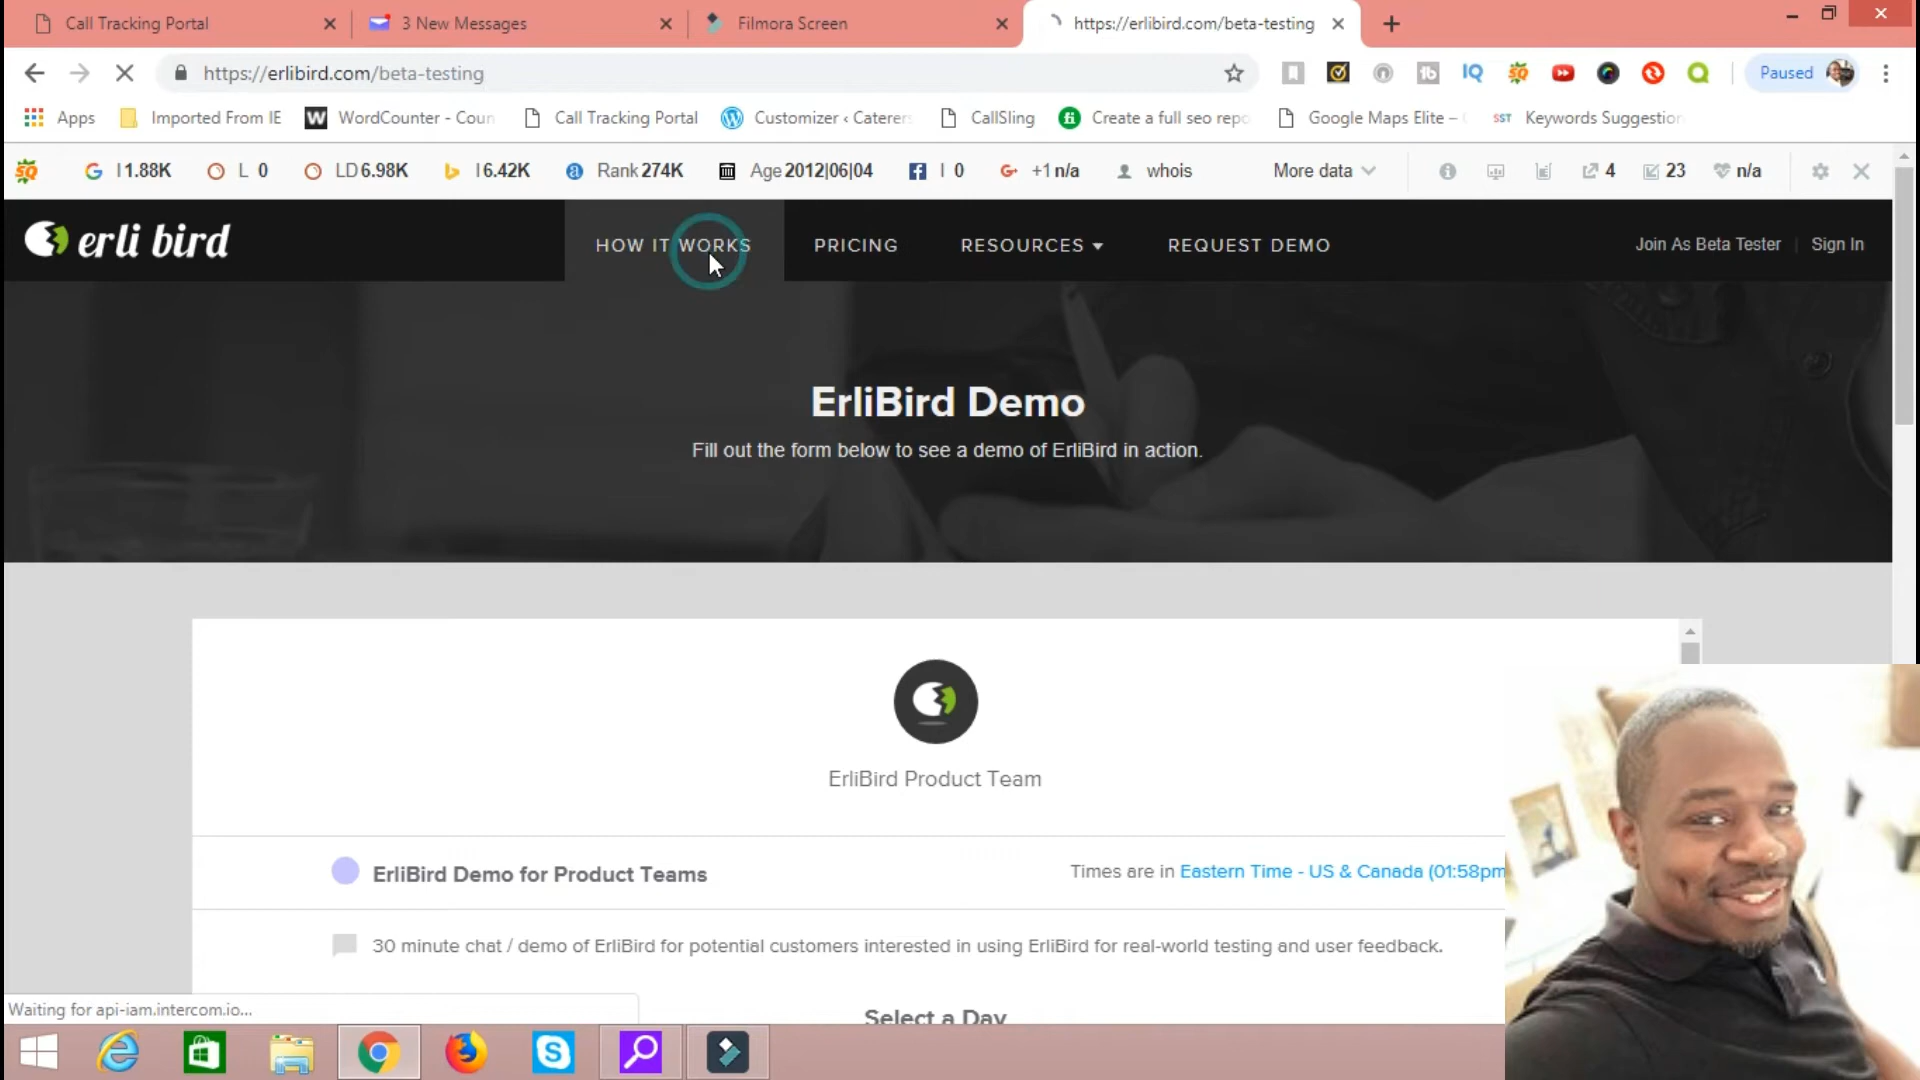 Call Tracking Portal
3 New Messages
Filmora Screen
https://erlibird.com/beta-testing
https://erlibird.com/beta-testing
Paused
Apps
Imported From IE
WordCounter - Coun
Call Tracking Portal
Customizer ‹ Caterers
CallSling
Create a full seo repo
Google Maps Elite –
SST Keywords Suggestion
SQ G I 1.88K L 0 LD 6.98K I 6.42K Rank 274K Age 2012|06|04 I 0 G+ +1 n/a whois More data 4 23 n/a
erli bird
HOW IT WORKS
PRICING
RESOURCES
REQUEST DEMO
Join As Beta Tester
Sign In
ErliBird Demo
Fill out the form below to see a demo of ErliBird in action.
ErliBird Product Team
ErliBird Demo for Product Teams
Times are in Eastern Time - US & Canada (01:58pm
30 minute chat / demo of ErliBird for potential customers interested in using ErliBird for real-world testing and user feedback.
Select a Day
Waiting for api-iam.intercom.io...